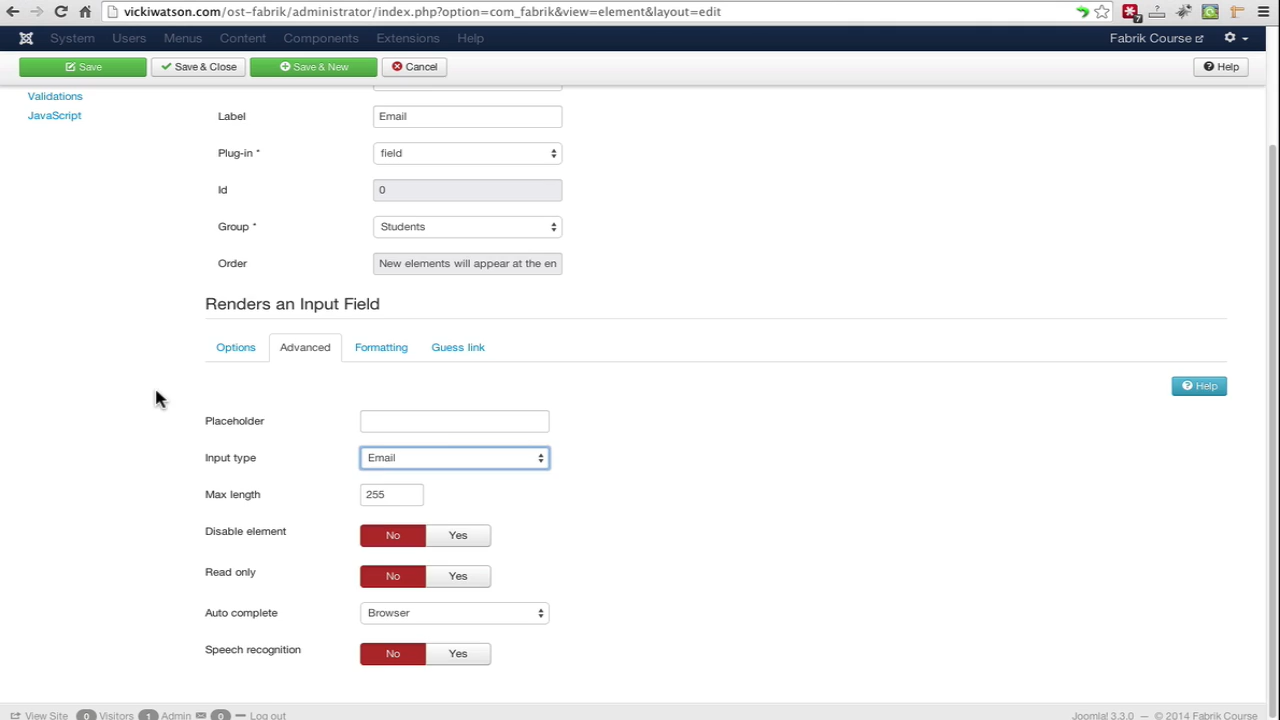 vickiwatson.com/ost-fabrik/administrator/index.php?option=com_fabrik&view=element&layout=edit
7
System Users Menus Content Components Extensions Help Fabrik Course
Save Save & Close Save & New Cancel Help
Validations
JavaScript
Label Email
Plug-in * field
Id 0
Group * Students
Order New elements will appear at the en
Renders an Input Field
Options Advanced Formatting Guess link
Help
Placeholder
Input type Email
Max length 255
Disable element No Yes
Read only No Yes
Auto complete Browser
Speech recognition No Yes
View Site 0 Visitors 1 Admin 0 Log out Joomla! 3.3.0 — © 2014 Fabrik Course